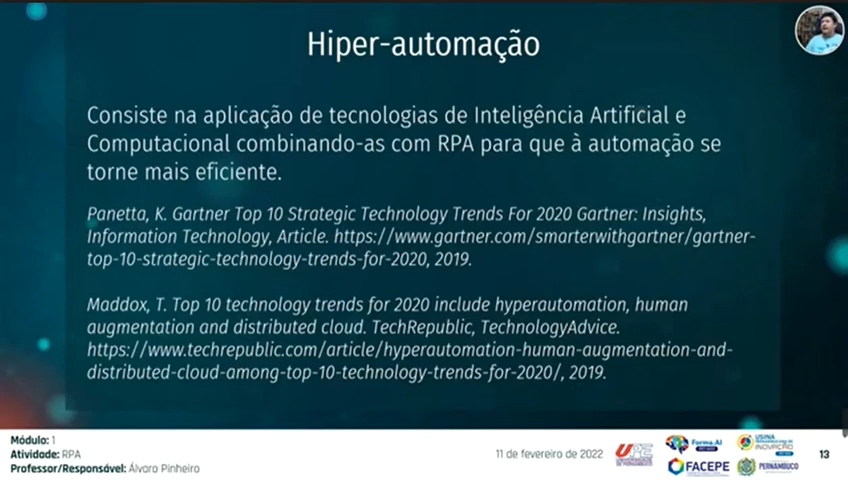 Hiper-automação
Consiste na aplicação de tecnologias de Inteligência Artificial e
Computacional combinando-as com RPA para que à automação se
torne mais eficiente.
Panetta, K. Gartner Top 10 Strategic Technology Trends For 2020 Gartner: Insights,
Information Technology, Article. https://www.gartner.com/smarterwithgartner/gartner-
top-10-strategic-technology-trends-for-2020, 2019.
Maddox, T. Top 10 technology trends for 2020 include hyperautomation, human
augmentation and distributed cloud. TechRepublic, TechnologyAdvice.
https://www.techrepublic.com/article/hyperautomation-human-augmentation-and-
distributed-cloud-among-top-10-technology-trends-for-2020/, 2019.
Módulo: 1
Atividade: RPA
Professor/Responsável: Álvaro Pinheiro
11 de fevereiro de 2022
UPE
Forma.AI
FACEPE
USINA
INOVAÇÃO
PERNAMBUCO
13